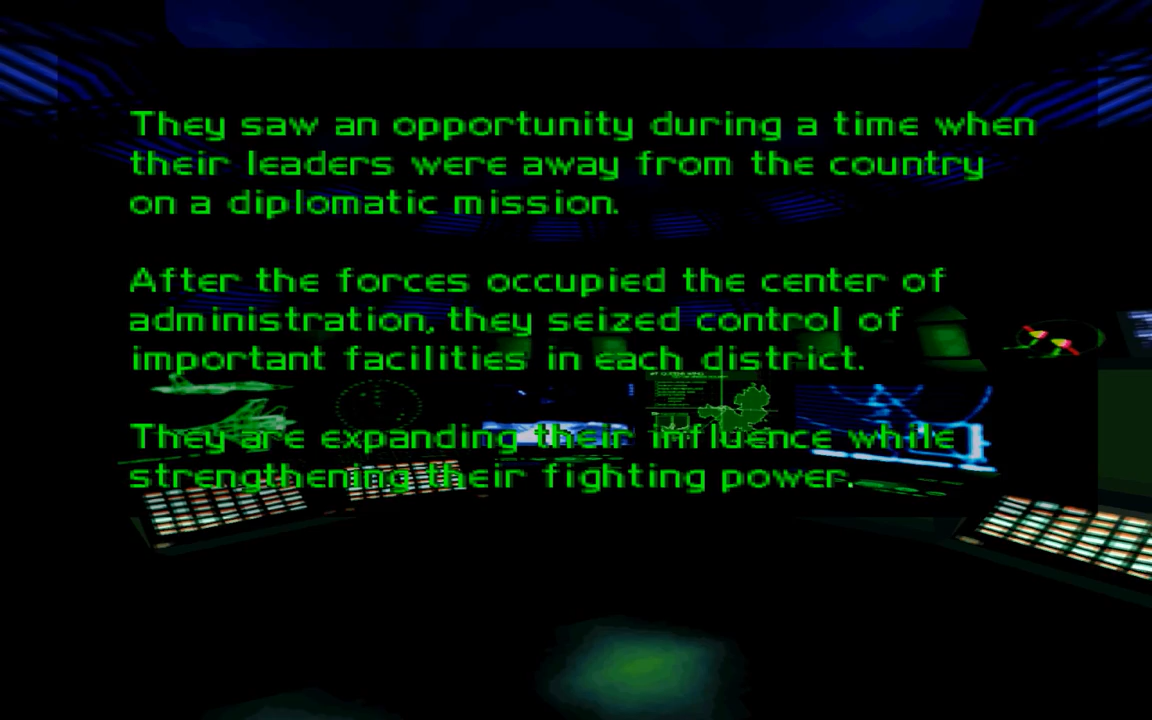 They saw an opportunity during a time when
their leaders were away from the country
on a diplomatic mission.
After the forces occupied the center of
administration, they seized control of
important facilities in each district.
They are expanding their influence while
strengthening their fighting power.